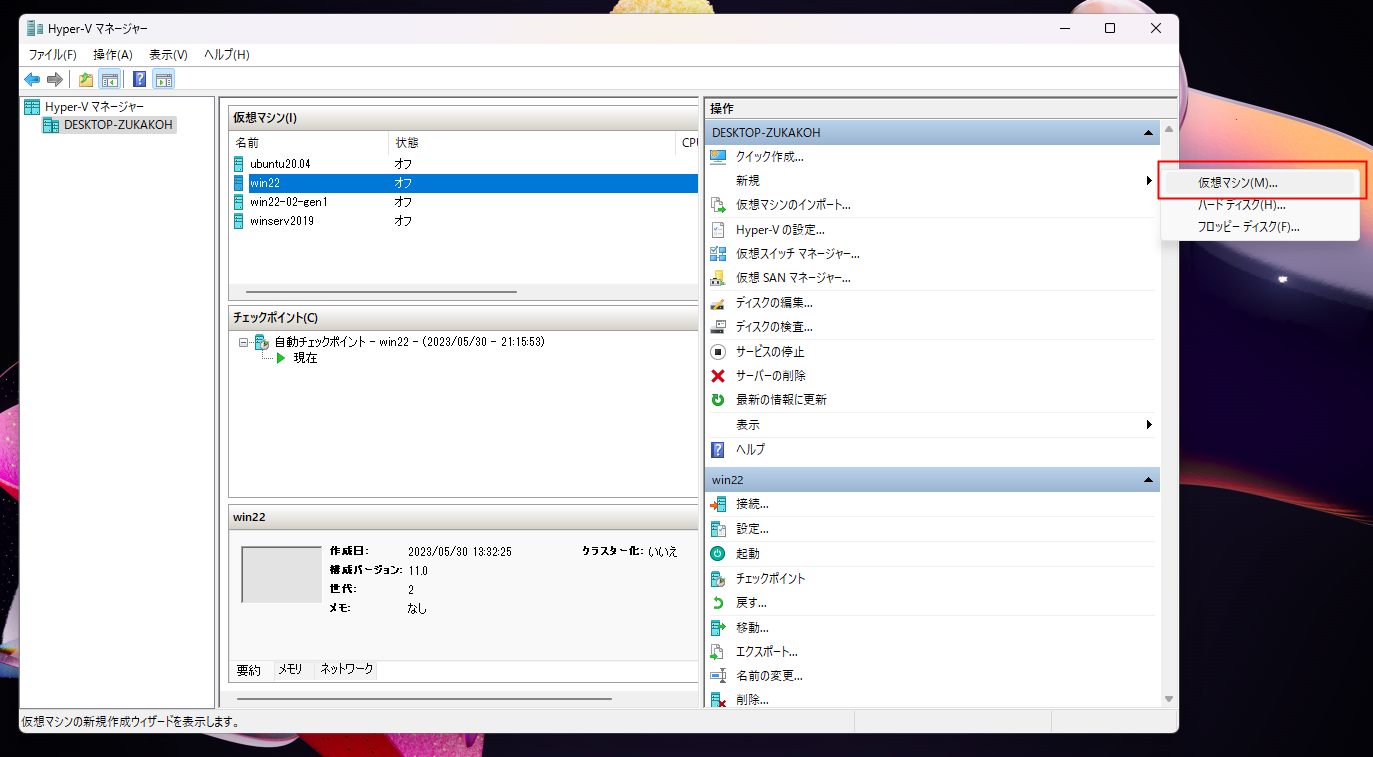 Hyper-V マネージャー
ファイル(F) 操作(A) 表示(V) ヘルプ(H)
Hyper-V マネージャー
DESKTOP-ZUKAKOH
仮想マシン(I)
名前 状態 CPU
ubuntu20.04 オフ
win22 オフ
win22-02-gen1 オフ
winserv2019 オフ
チェックポイント(C)
自動チェックポイント - win22 - (2023/05/30 - 21:15:53)
現在
win22
作成日: 2023/05/30 13:32:25 クラスター化: いいえ
構成バージョン: 11.0
世代: 2
メモ: なし
要約 メモリ ネットワーク
操作
DESKTOP-ZUKAKOH
クイック作成...
新規
仮想マシンのインポート...
Hyper-V の設定...
仮想スイッチ マネージャー...
仮想 SAN マネージャー...
ディスクの編集...
ディスクの検査...
サービスの停止
サーバーの削除
最新の情報に更新
表示
ヘルプ
win22
接続...
設定...
起動
チェックポイント
戻す...
移動...
エクスポート...
名前の変更...
削除...
仮想マシン(M)...
ハード ディスク(H)...
フロッピー ディスク(F)...
仮想マシンの新規作成ウィザードを表示します。